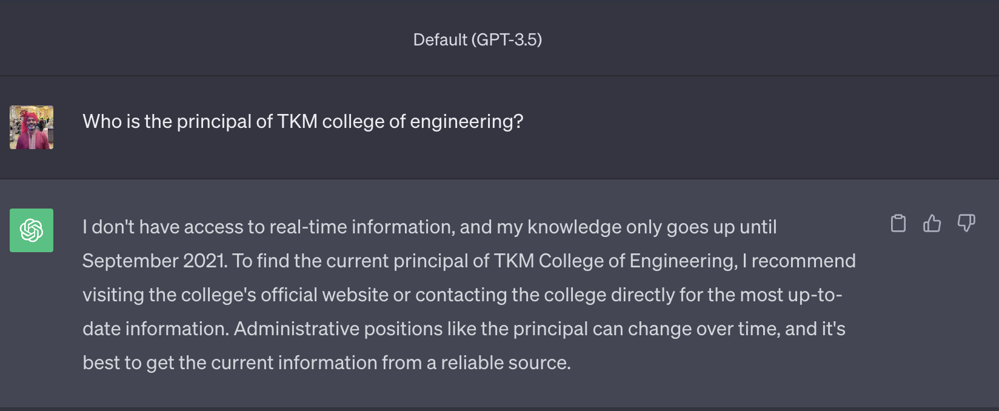 Default (GPT-3.5)
Who is the principal of TKM college of engineering?
I don't have access to real-time information, and my knowledge only goes up until
September 2021. To find the current principal of TKM College of Engineering, I recommend
visiting the college's official website or contacting the college directly for the most up-to-
date information. Administrative positions like the principal can change over time, and it's
best to get the current information from a reliable source.